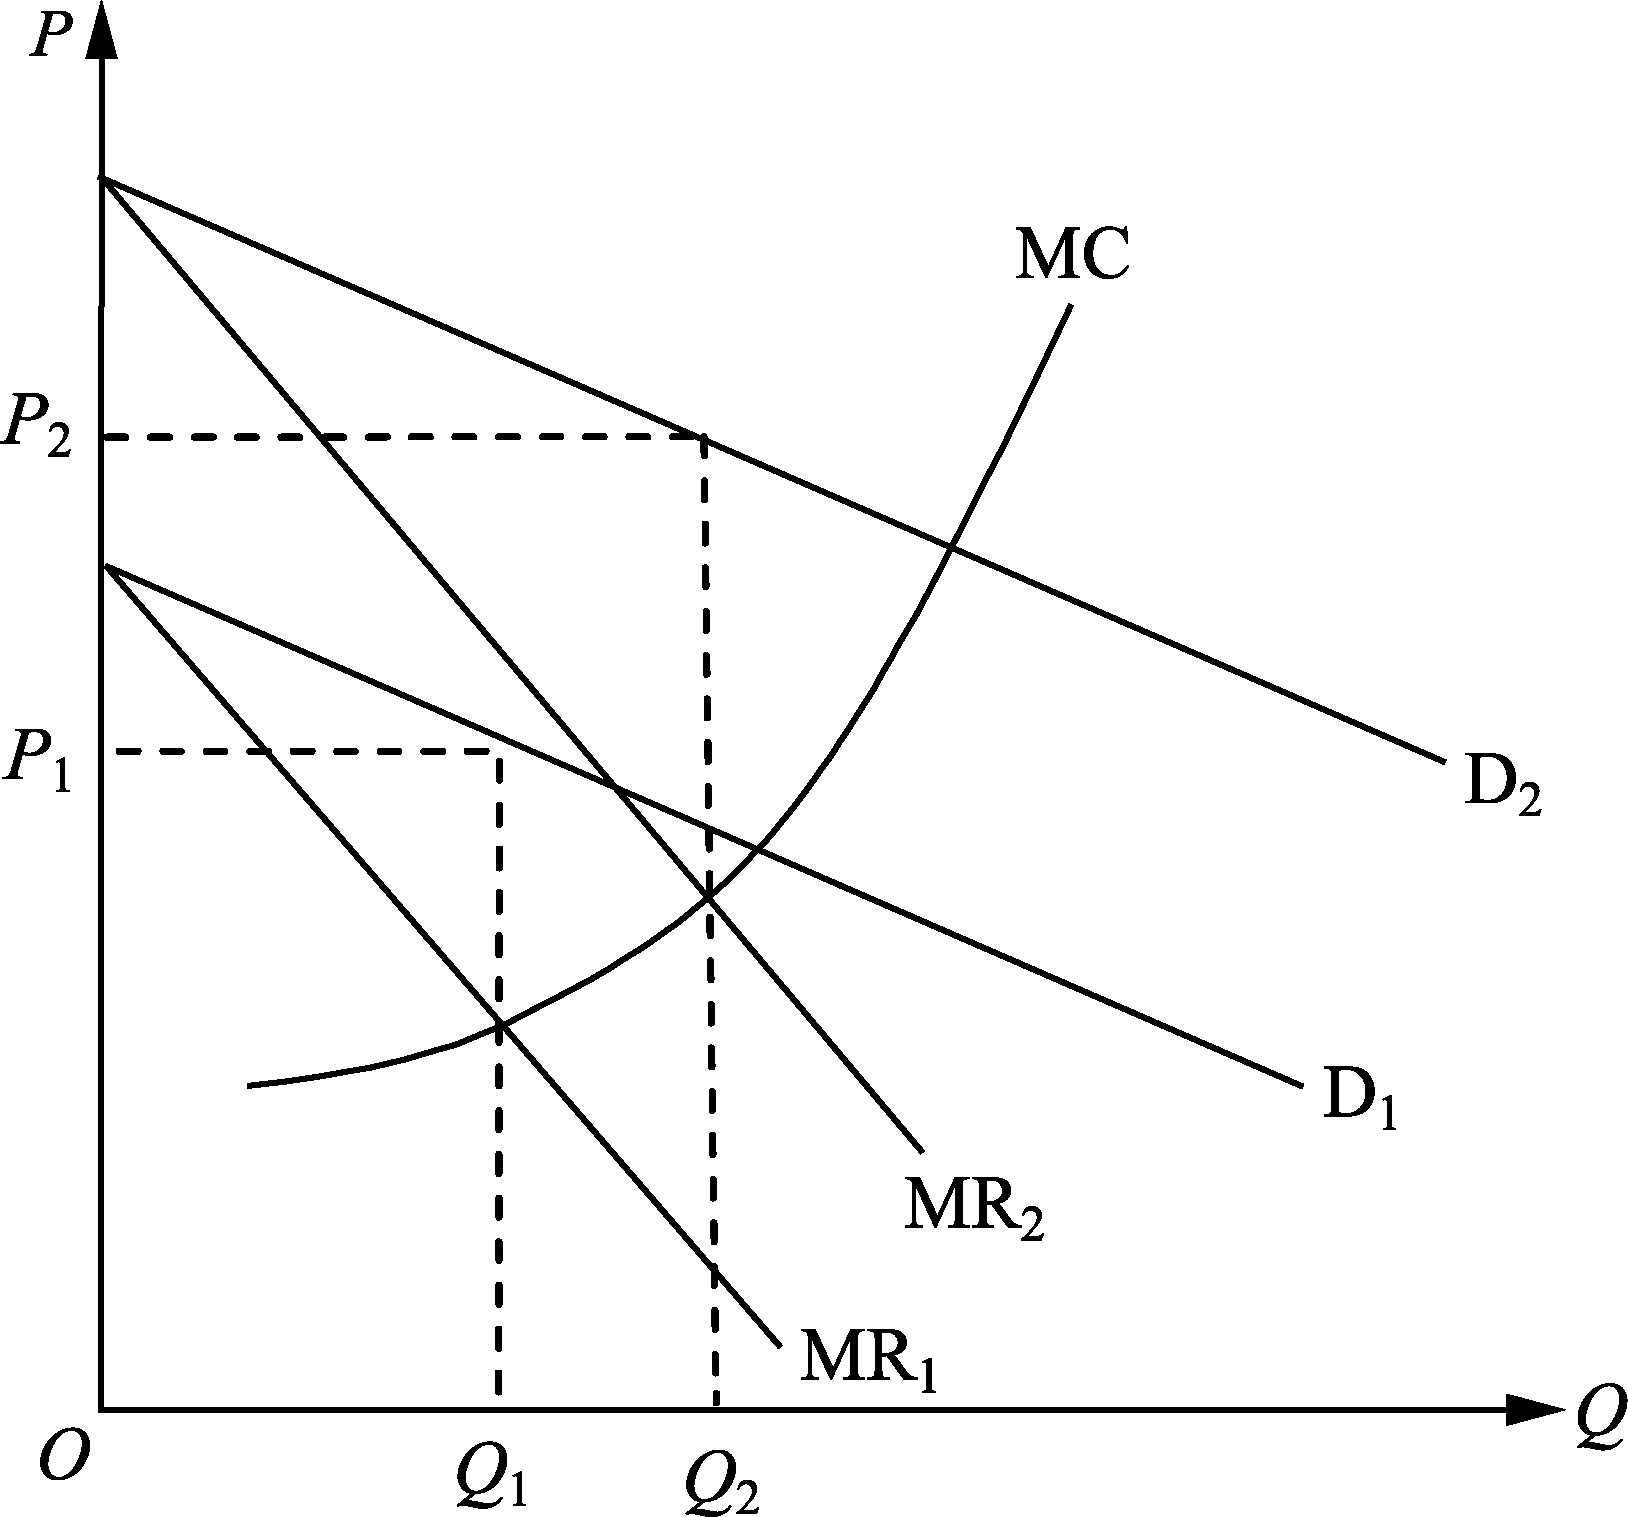 P
MC
P₂
P₁
D₂
D₁
MR₂
MR₁
O
Q₁
Q₂
Q